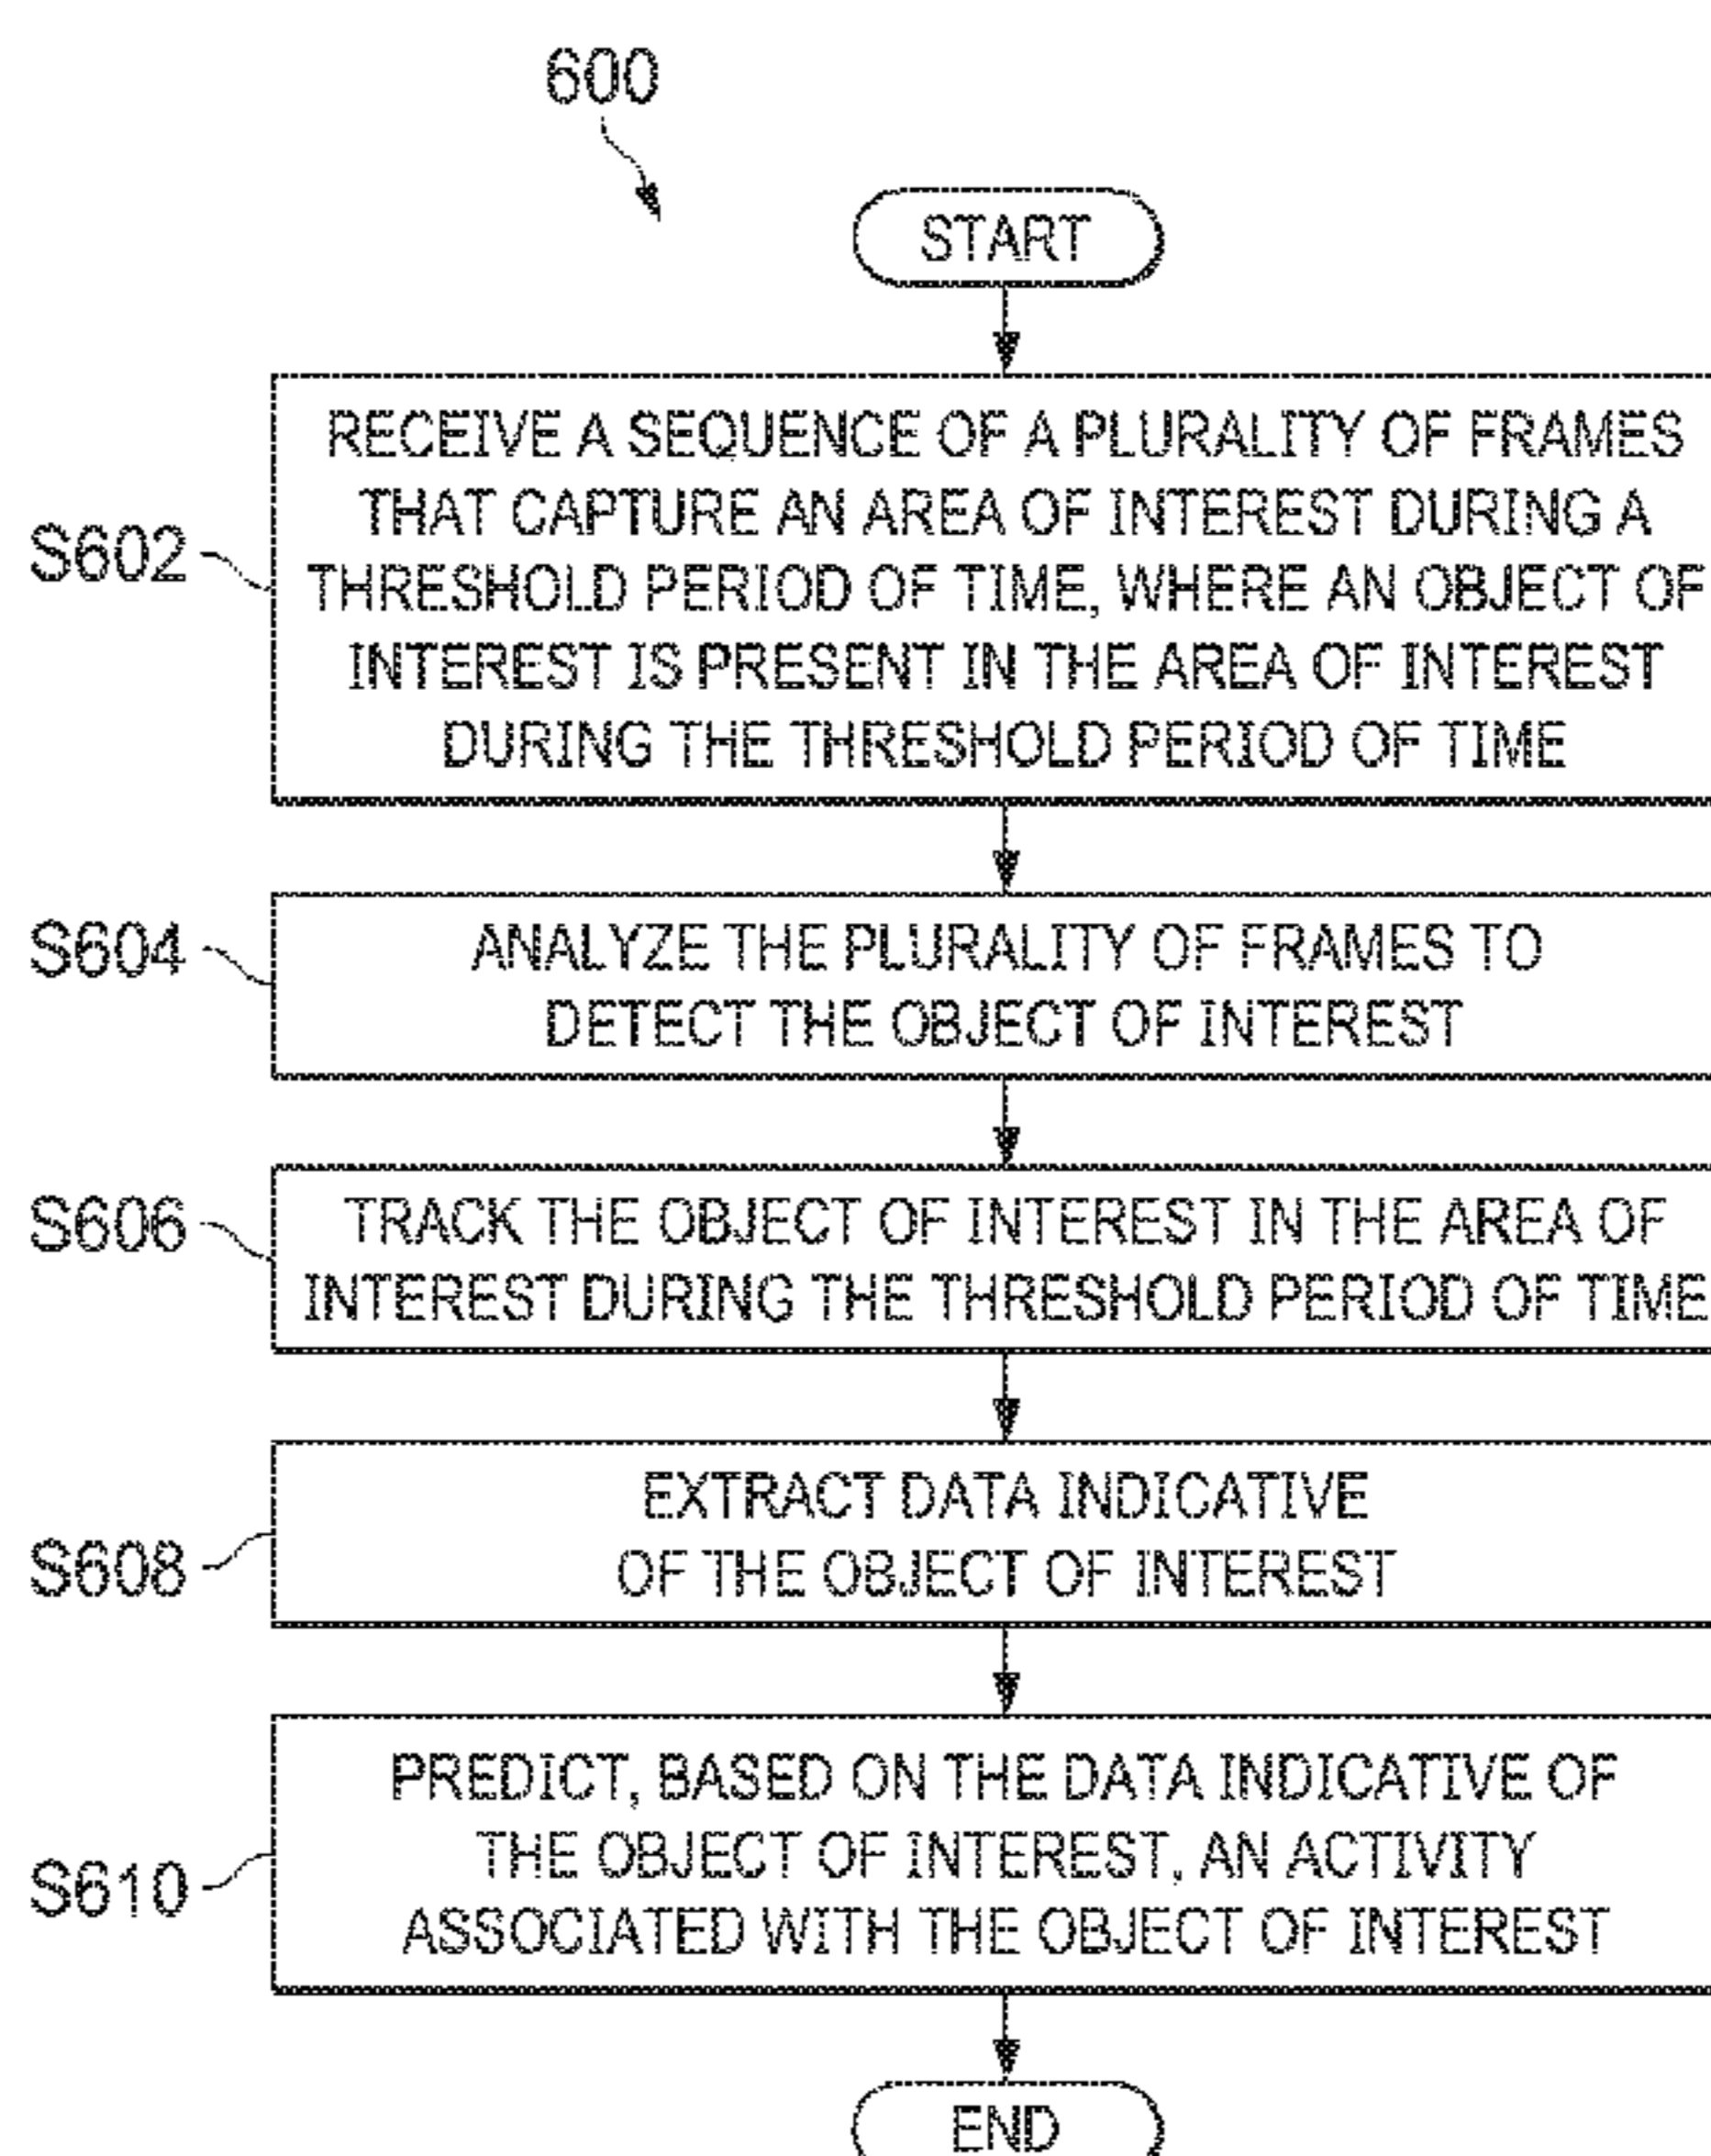 600
START
S602
RECEIVE A SEQUENCE OF A PLURALITY OF FRAMES
THAT CAPTURE AN AREA OF INTEREST DURING A
THRESHOLD PERIOD OF TIME, WHERE AN OBJECT OF
INTEREST IS PRESENT IN THE AREA OF INTEREST
DURING THE THRESHOLD PERIOD OF TIME
S604
ANALYZE THE PLURALITY OF FRAMES TO
DETECT THE OBJECT OF INTEREST
S606
TRACK THE OBJECT OF INTEREST IN THE AREA OF
INTEREST DURING THE THRESHOLD PERIOD OF TIME
S608
EXTRACT DATA INDICATIVE
OF THE OBJECT OF INTEREST
S610
PREDICT, BASED ON THE DATA INDICATIVE OF
THE OBJECT OF INTEREST, AN ACTIVITY
ASSOCIATED WITH THE OBJECT OF INTEREST
END